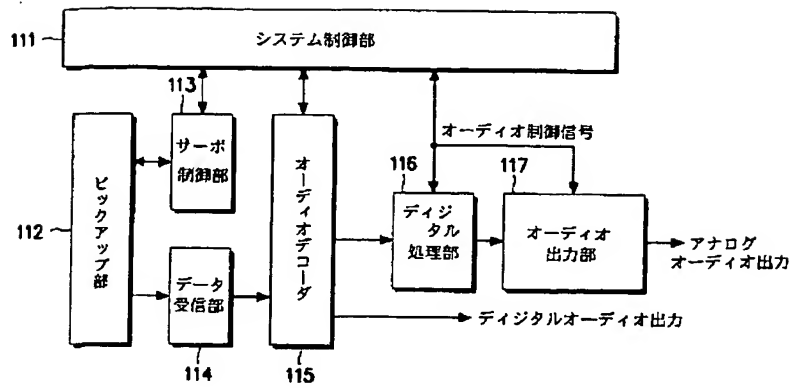 111
システム制御部
113
サーボ
制御部
オーディオ制御信号
116
117
ピックアップ部
112
オーディオデコーダ
ディジ
タル
処理部
オーディオ
出力部
アナログ
オーディオ出力
データ
受信部
ディジタルオーディオ出力
114
115